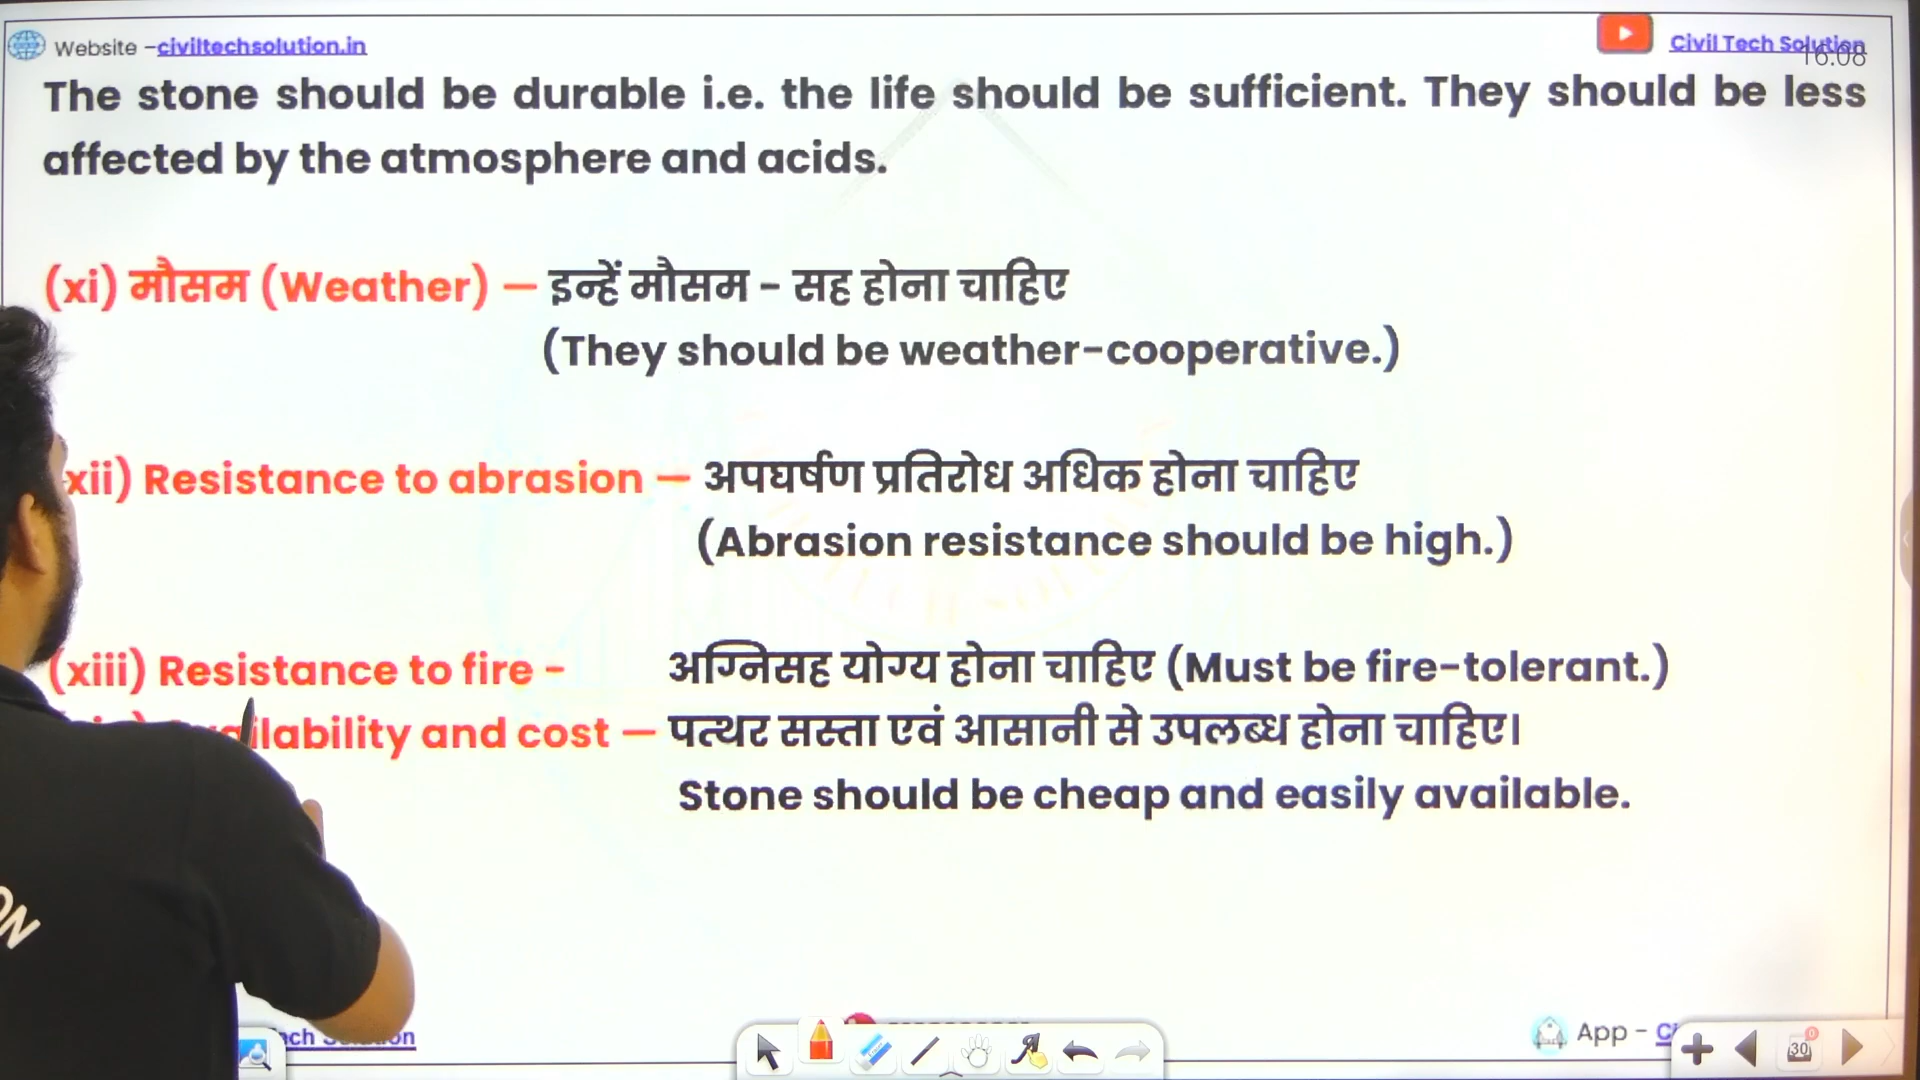 Website –civiltechsolution.in
Civil Tech Solution
16:08
The stone should be durable i.e. the life should be sufficient. They should be less
affected by the atmosphere and acids.
(xi) मौसम (Weather) — इन्हें मौसम - सह होना चाहिए
(They should be weather-cooperative.)
xii) Resistance to abrasion — अपघर्षण प्रतिरोध अधिक होना चाहिए
(Abrasion resistance should be high.)
(xiii) Resistance to fire - अग्निसह योग्य होना चाहिए (Must be fire-tolerant.)
ilability and cost — पत्थर सस्ता एवं आसानी से उपलब्ध होना चाहिए।
Stone should be cheap and easily available.
ON
App -
30